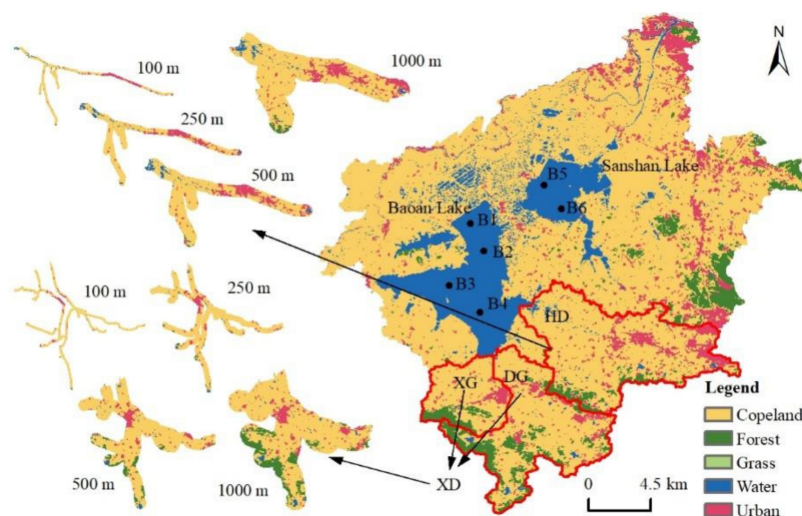 100 m
1000 m
N
250 m
B5
Sanshan Lake
500 m
B6
Baoan Lake
B1
B2
B3
100 m
250 m
B4
HD
XG
DG
Legend
Copeland
Forest
Grass
500 m
1000 m
XD
0
4.5 km
Water
Urban